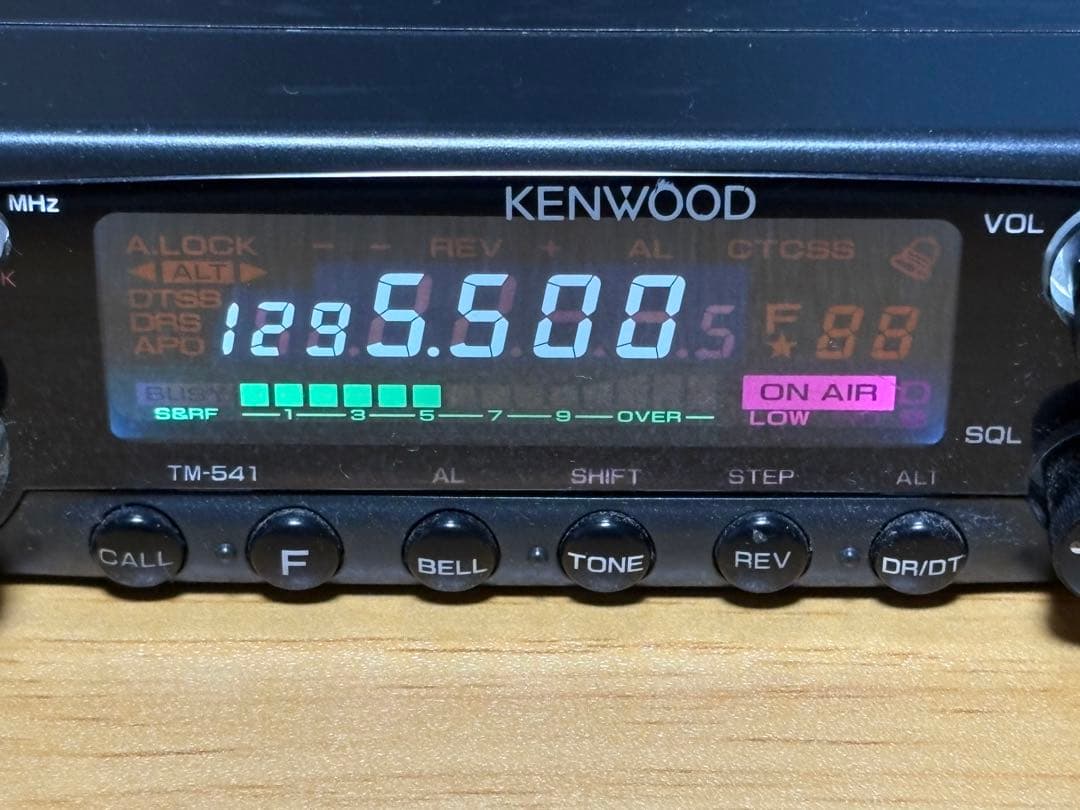 KENWOOD
MHz
VOL
A.LOCK - - REV + AL CTCSS
◀ ALT ▶
DTSS
DRS
APO
1295.500
F
★ 88
BUSY
ON AIR
S&RF 1 3 5 7 9 OVER
LOW
SQL
TM-541 AL SHIFT STEP ALT
CALL F BELL TONE REV DR/DT